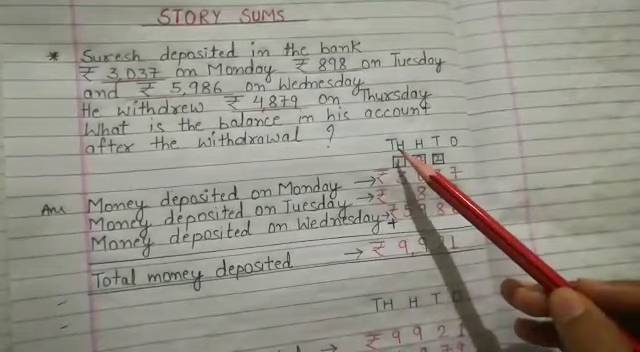 STORY SUMS
* Suresh deposited in the bank
₹ 3,037 on Monday ₹ 898 on Tuesday
and ₹ 5,986 on Wednesday
He withdrew ₹ 4,879 on Thursday
What is the balance in his account
after the withdrawal ?
TH H T O
Ans Money deposited on Monday →₹
Money deposited on Tuesday →₹
Money deposited on Wednesday→₹
+
Total money deposited → ₹ 9,921
TH H T O
₹ 9 9 2 1